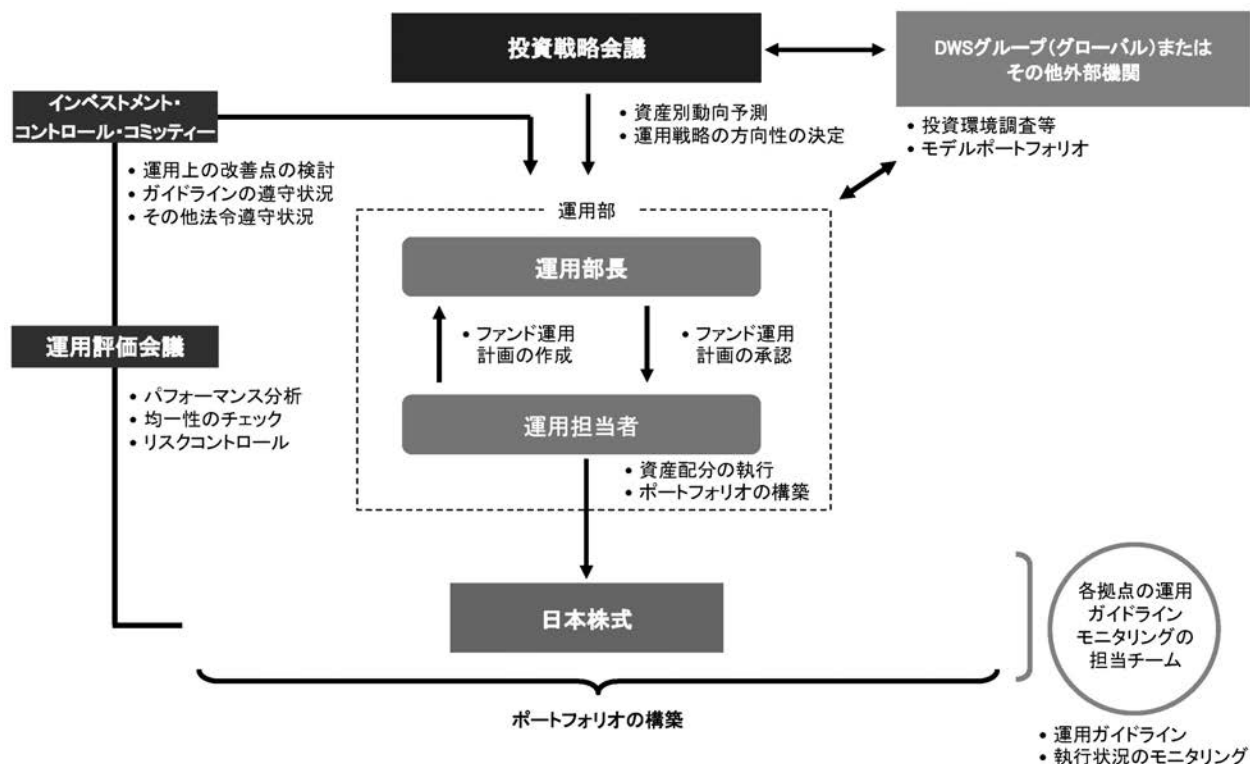 投資戦略会議
DWSグループ(グローバル)または
その他外部機関
インベストメント・
コントロール・コミッティー
• 資産別動向予測
• 運用戦略の方向性の決定
• 投資環境調査等
• モデルポートフォリオ
• 運用上の改善点の検討
• ガイドラインの遵守状況
• その他法令遵守状況
運用部
運用部長
• ファンド運用
計画の作成
• ファンド運用
計画の承認
運用評価会議
• パフォーマンス分析
• 均一性のチェック
• リスクコントロール
運用担当者
• 資産配分の執行
• ポートフォリオの構築
日本株式
各拠点の運用
ガイドライン
モニタリングの
担当チーム
ポートフォリオの構築
• 運用ガイドライン
• 執行状況のモニタリング